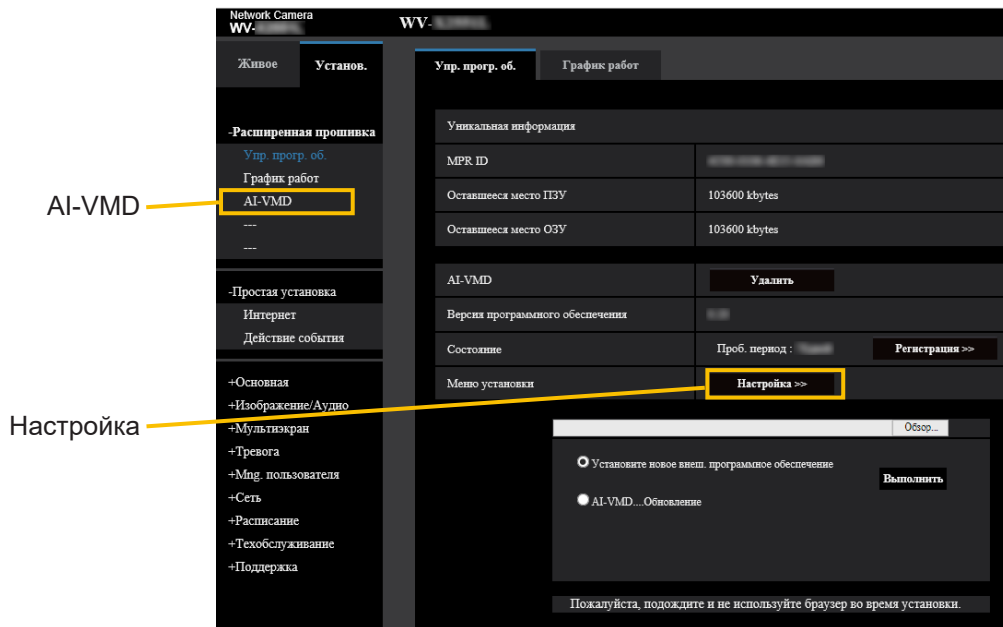 Network Camera
WV-
WV-
Живое
Установ.
Упр. прогр. об.
График работ
-Расширенная прошивка
Упр. прогр. об.
График работ
AI-VMD
---
---
-Простая установка
Интернет
Действие события
+Основная
+Изображение/Аудио
+Мультиэкран
+Тревога
+Mng. пользователя
+Сеть
+Расписание
+Техобслуживание
+Поддержка
AI-VMD
Настройка
Уникальная информация
MPR ID
Оставшееся место ПЗУ 103600 kbytes
Оставшееся место ОЗУ 103600 kbytes
AI-VMD Удалить
Версия программного обеспечения
Состояние Проб. период : Регистрация >>
Меню установки Настройка >>
Обзор...
Установите новое внеш. программное обеспечение
Выполнить
AI-VMD....Обновление
Пожалуйста, подождите и не используйте браузер во время установки.